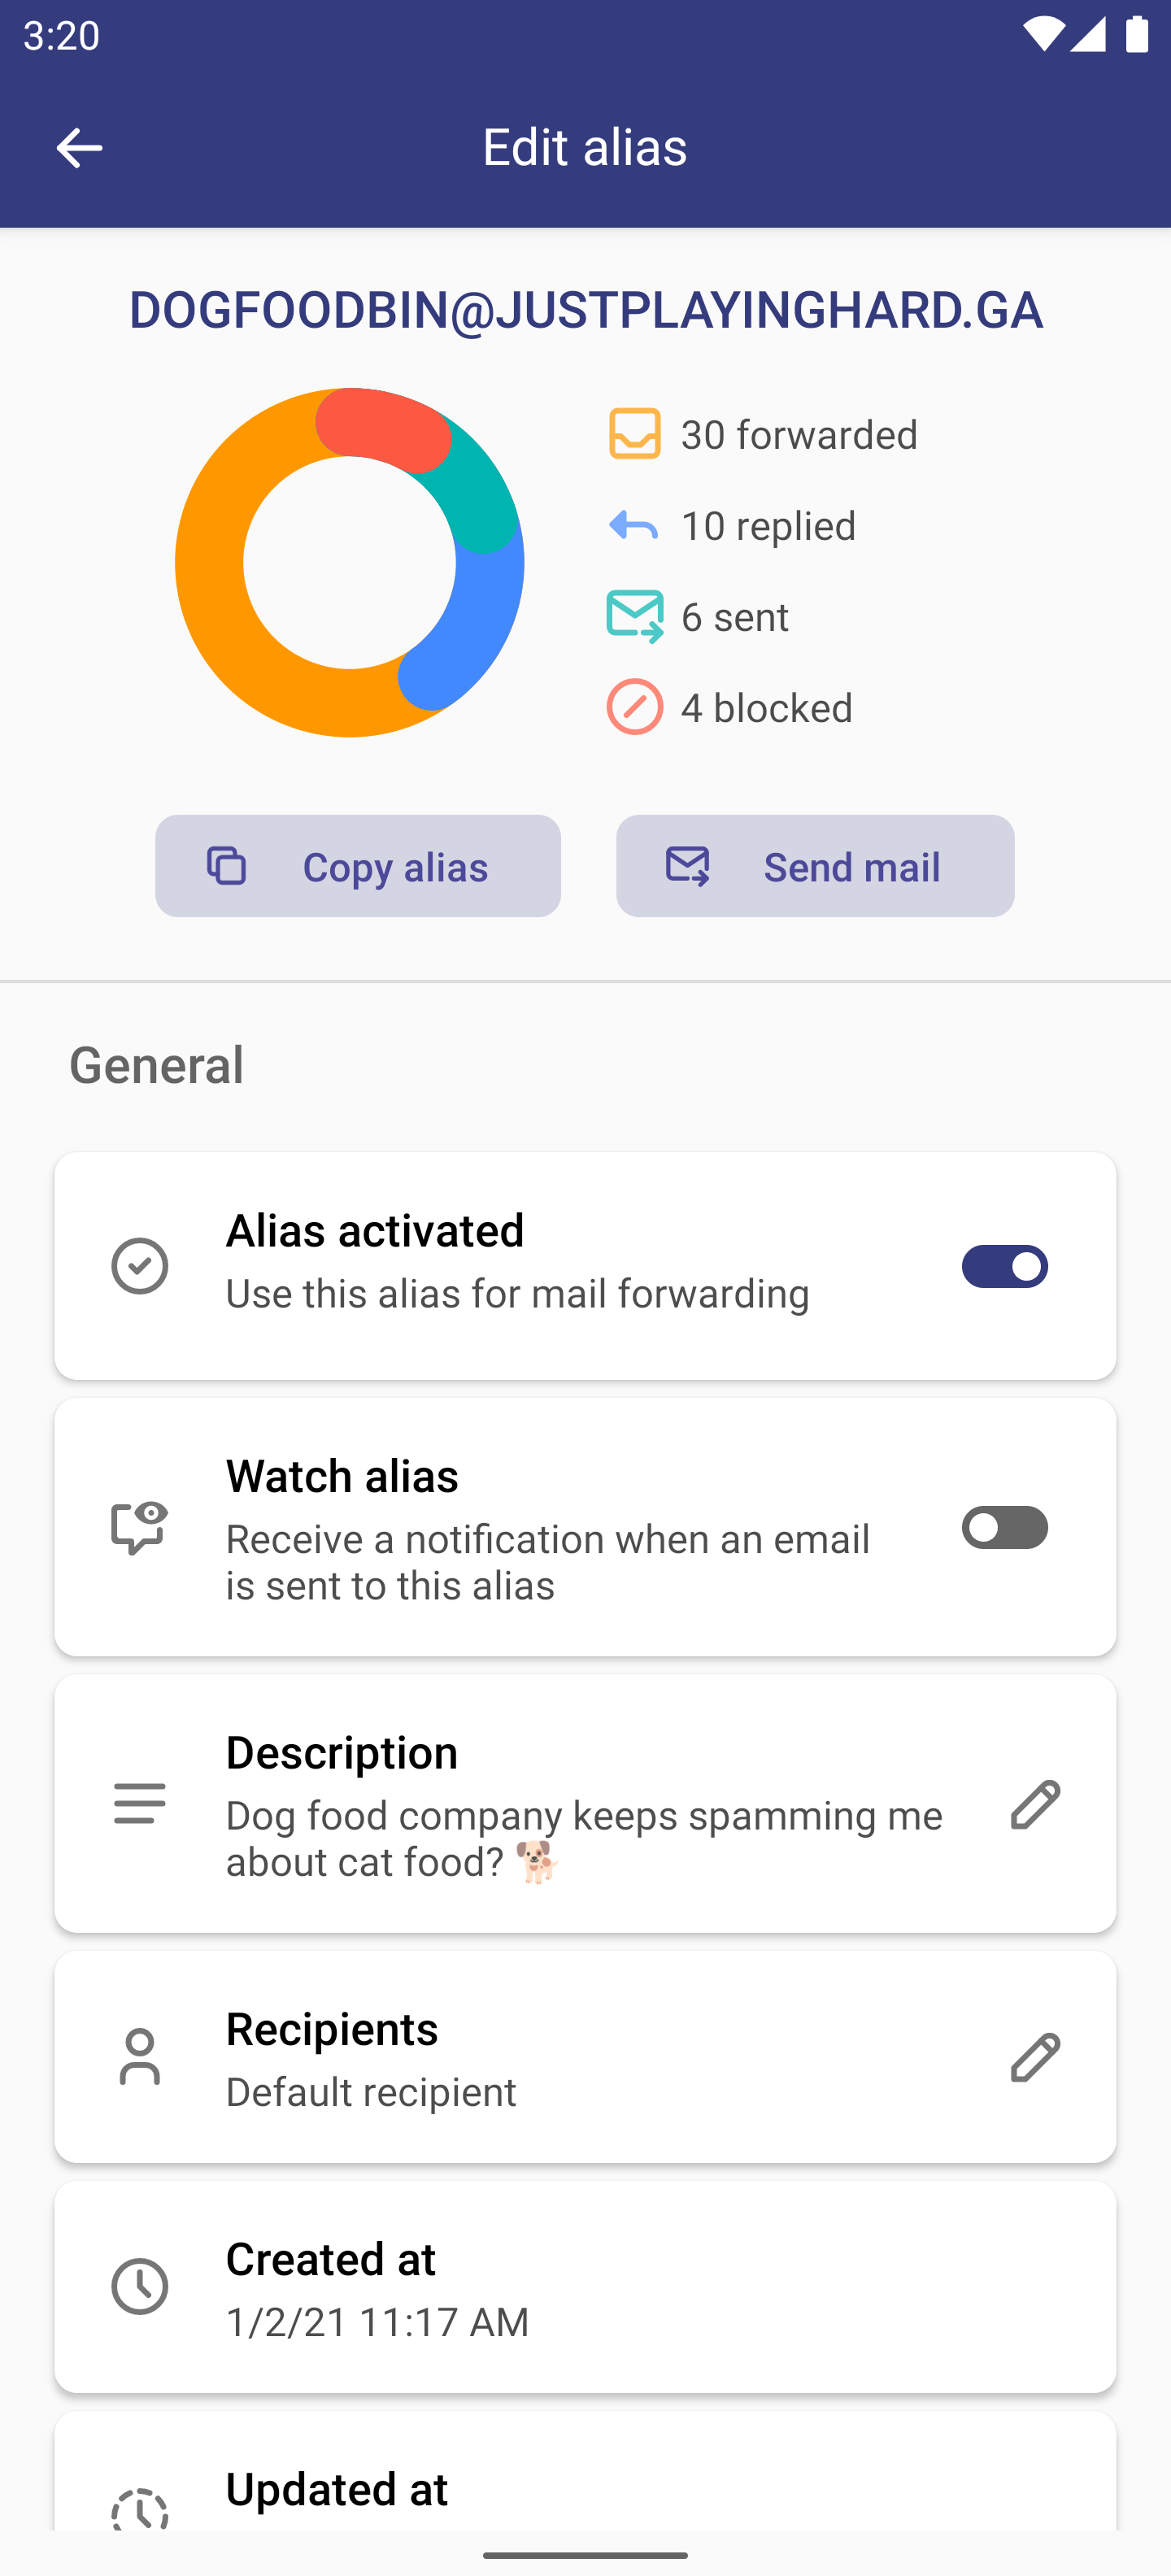 3:20
Edit alias
DOGFOODBIN@JUSTPLAYINGHARD.GA
30 forwarded
10 replied
6 sent
4 blocked
Copy alias
Send mail
General
Alias activated
Use this alias for mail forwarding
Watch alias
Receive a notification when an email
is sent to this alias
Description
Dog food company keeps spamming me
about cat food? 🐕
Recipients
Default recipient
Created at
1/2/21 11:17 AM
Updated at